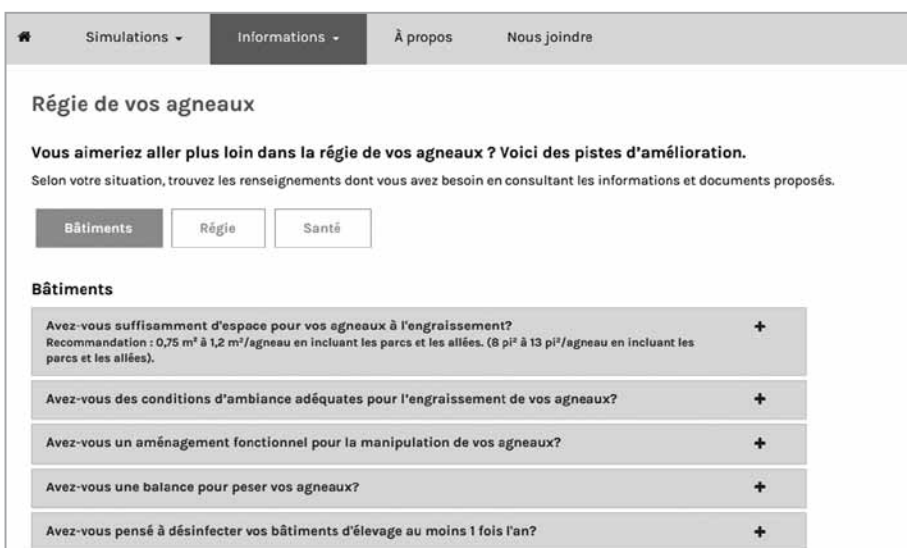 Simulations Informations À propos Nous joindre
Régie de vos agneaux
Vous aimeriez aller plus loin dans la régie de vos agneaux ? Voici des pistes d'amélioration.
Selon votre situation, trouvez les renseignements dont vous avez besoin en consultant les informations et documents proposés.
Bâtiments Régie Santé
Bâtiments
Avez-vous suffisamment d'espace pour vos agneaux à l'engraissement?
Recommandation : 0,75 m² à 1,2 m²/agneau en incluant les parcs et les allées. (8 pi² à 13 pi²/agneau en incluant les
parcs et les allées).
Avez-vous des conditions d'ambiance adéquates pour l'engraissement de vos agneaux?
Avez-vous un aménagement fonctionnel pour la manipulation de vos agneaux?
Avez-vous une balance pour peser vos agneaux?
Avez-vous pensé à désinfecter vos bâtiments d'élevage au moins 1 fois l'an?